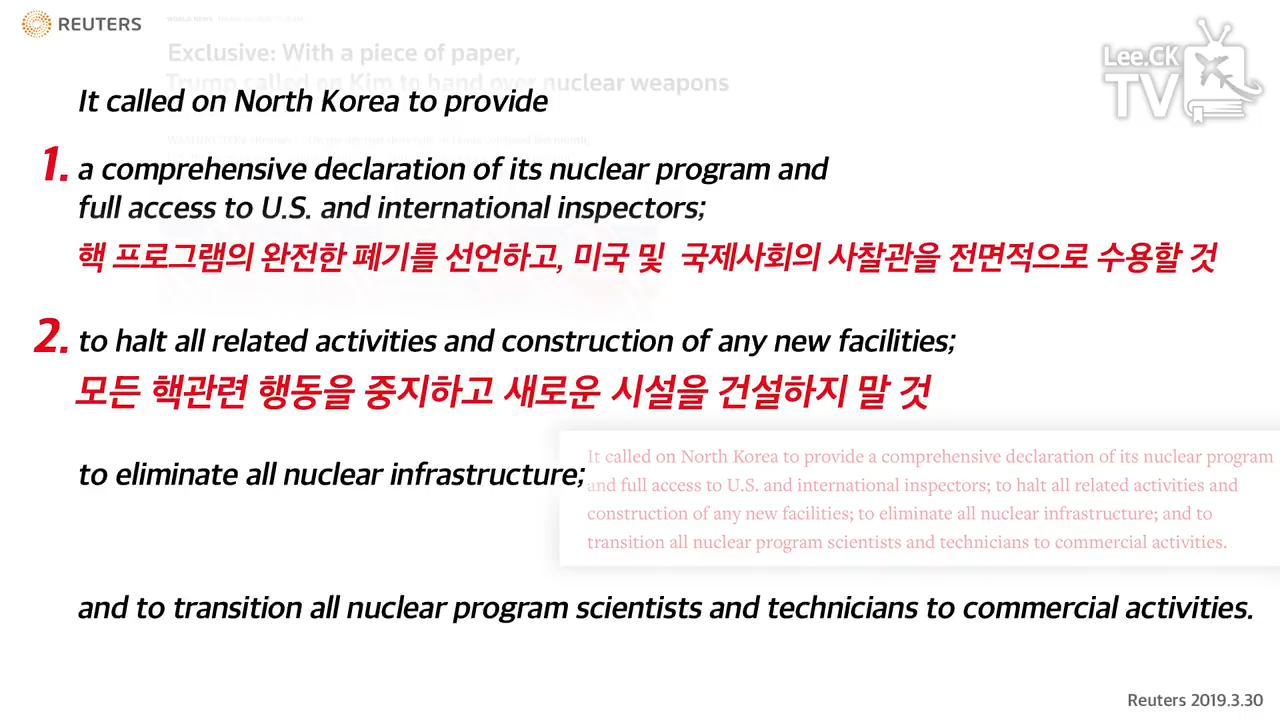 REUTERS
Exclusive: With a piece of paper,
Trump called on Kim to hand over nuclear weapons
Lee.CK
TV
It called on North Korea to provide
1. a comprehensive declaration of its nuclear program and
full access to U.S. and international inspectors;
핵 프로그램의 완전한 폐기를 선언하고, 미국 및 국제사회의 사찰관을 전면적으로 수용할 것
2. to halt all related activities and construction of any new facilities;
모든 핵관련 행동을 중지하고 새로운 시설을 건설하지 말 것
to eliminate all nuclear infrastructure;
It called on North Korea to provide a comprehensive declaration of its nuclear program
and full access to U.S. and international inspectors; to halt all related activities and
construction of any new facilities; to eliminate all nuclear infrastructure; and to
transition all nuclear program scientists and technicians to commercial activities.
and to transition all nuclear program scientists and technicians to commercial activities.
Reuters 2019.3.30